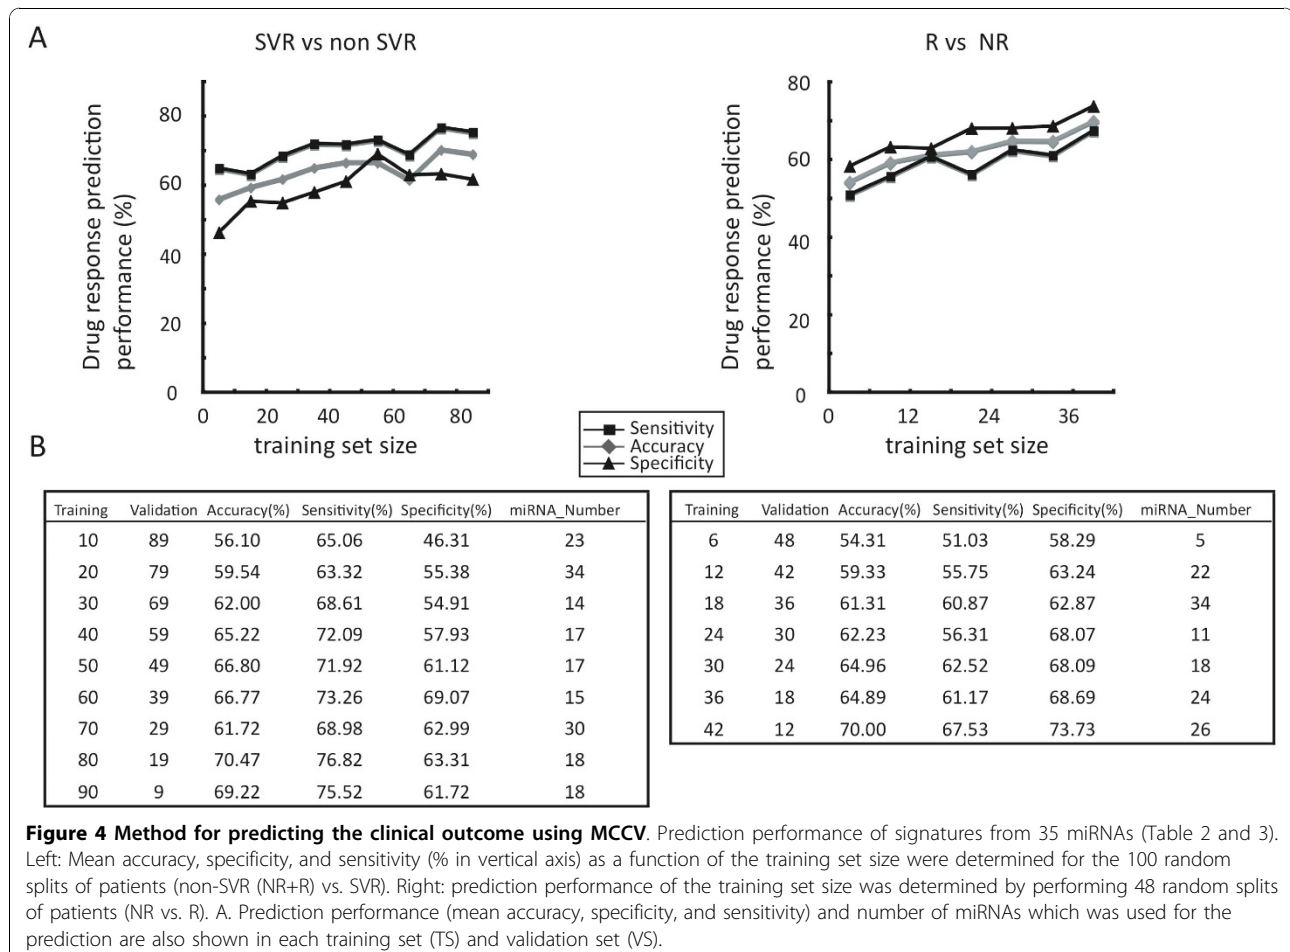 A
SVR vs non SVR
R vs NR
Drug response prediction
performance (%)
80
60
40
20
0
0 20 40 60 80
training set size
Drug response prediction
performance (%)
80
60
40
20
0
0 12 24 36
training set size
Sensitivity
Accuracy
Specificity
B
Training Validation Accuracy(%) Sensitivity(%) Specificity(%) miRNA_Number
10 89 56.10 65.06 46.31 23
20 79 59.54 63.32 55.38 34
30 69 62.00 68.61 54.91 14
40 59 65.22 72.09 57.93 17
50 49 66.80 71.92 61.12 17
60 39 66.77 73.26 69.07 15
70 29 61.72 68.98 62.99 30
80 19 70.47 76.82 63.31 18
90 9 69.22 75.52 61.72 18
Training Validation Accuracy(%) Sensitivity(%) Specificity(%) miRNA_Number
6 48 54.31 51.03 58.29 5
12 42 59.33 55.75 63.24 22
18 36 61.31 60.87 62.87 34
24 30 62.23 56.31 68.07 11
30 24 64.96 62.52 68.09 18
36 18 64.89 61.17 68.69 24
42 12 70.00 67.53 73.73 26
Figure 4 Method for predicting the clinical outcome using MCCV. Prediction performance of signatures from 35 miRNAs (Table 2 and 3).
Left: Mean accuracy, specificity, and sensitivity (% in vertical axis) as a function of the training set size were determined for the 100 random
splits of patients (non-SVR (NR+R) vs. SVR). Right: prediction performance of the training set size was determined by performing 48 random splits
of patients (NR vs. R). A. Prediction performance (mean accuracy, specificity, and sensitivity) and number of miRNAs which was used for the
prediction are also shown in each training set (TS) and validation set (VS).